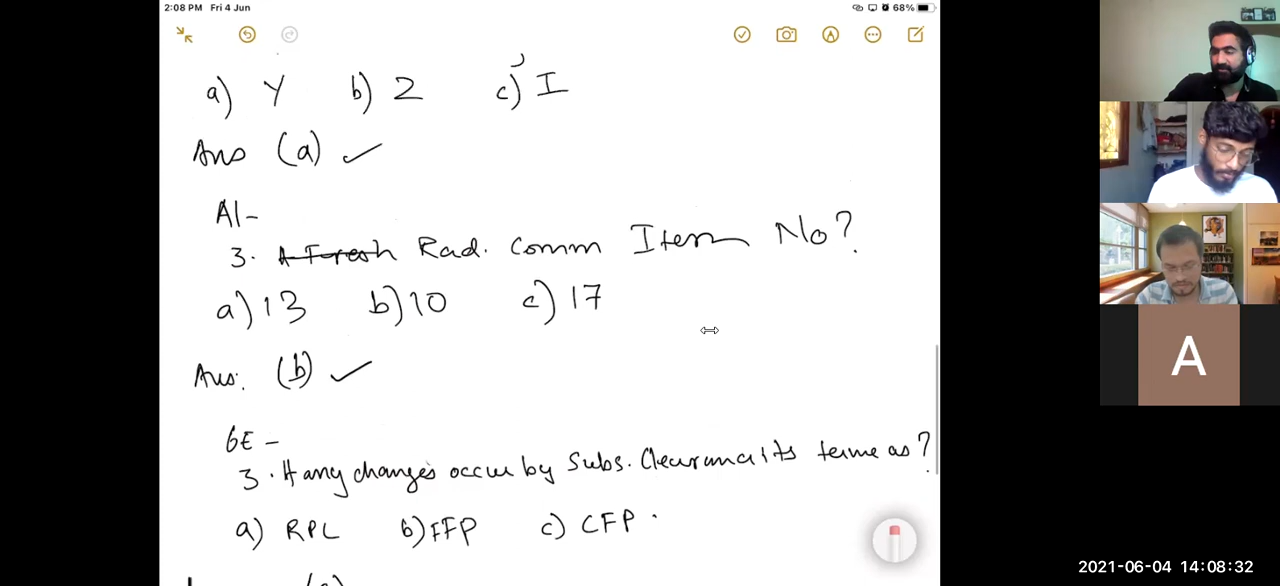 2:08 PM Fri 4 Jun 68%
a) Y b) 2 c) I
Ans (a) ✓
AI-
3. A Fresh Rad. Comm Item No?
a) 13 b) 10 c) 17
Ans. (b) ✓
GE -
3. If any changes occur by Subs. Clearance its terme as?
a) RPL b) FFP c) CFP.
(c)
A
2021-06-04 14:08:32